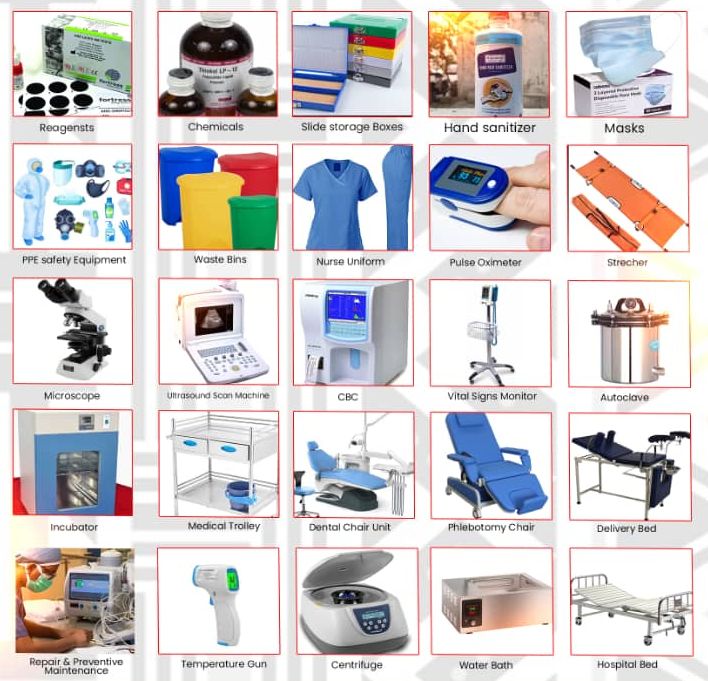 fortress
Reagensts
Chemicals
Slide storage Boxes
Hand sanitizer
Masks
PPE safety Equipment
Waste Bins
Nurse Uniform
Pulse Oximeter
Strecher
Microscope
Ultrasound Scan Machine
CBC
Vital Signs Monitor
Autoclave
Incubator
Medical Trolley
Dental Chair Unit
Phlebotomy Chair
Delivery Bed
Repair & Preventive
Maintenance
Temperature Gun
Centrifuge
Water Bath
Hospital Bed